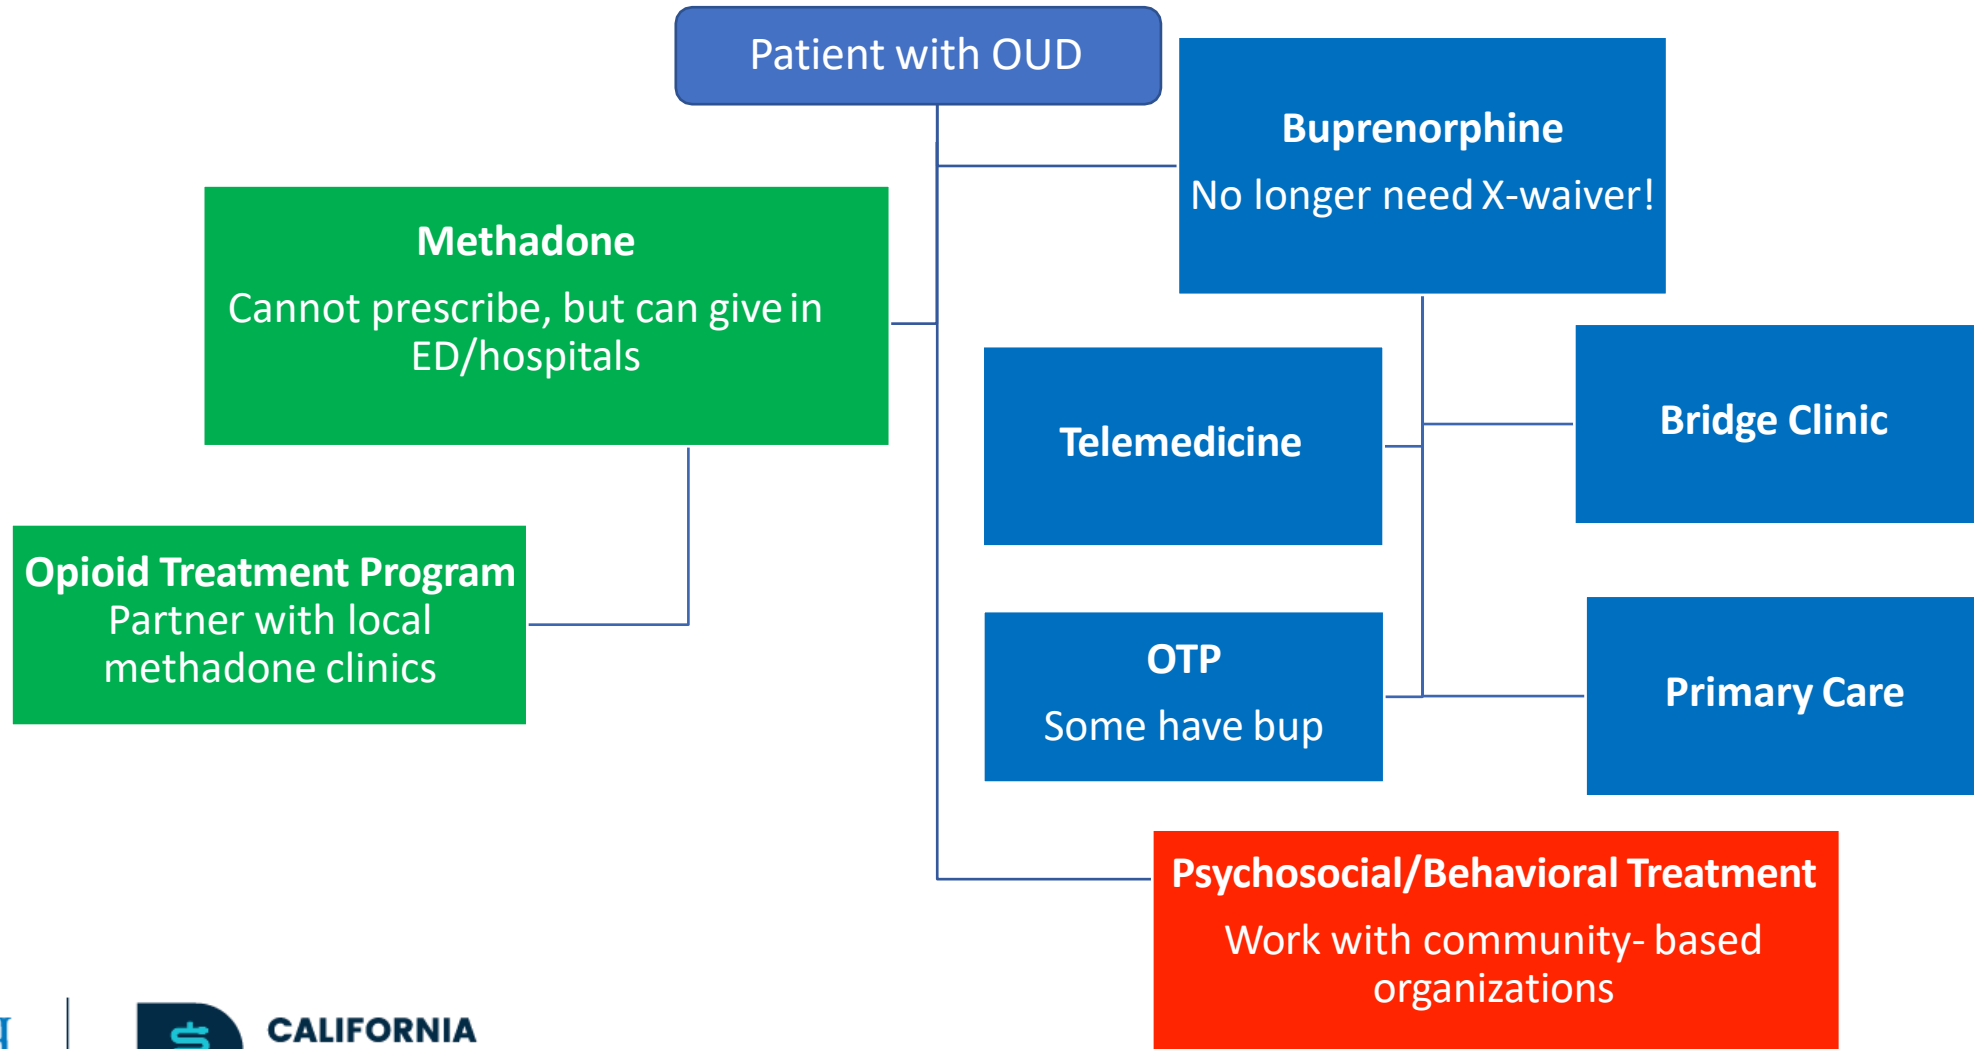 Patient with OUD
Buprenorphine
No longer need X-waiver!
Methadone
Cannot prescribe, but can give in
ED/hospitals
Telemedicine
Bridge Clinic
Opioid Treatment Program
Partner with local
methadone clinics
OTP
Some have bup
Primary Care
Psychosocial/Behavioral Treatment
Work with community- based
organizations
CALIFORNIA